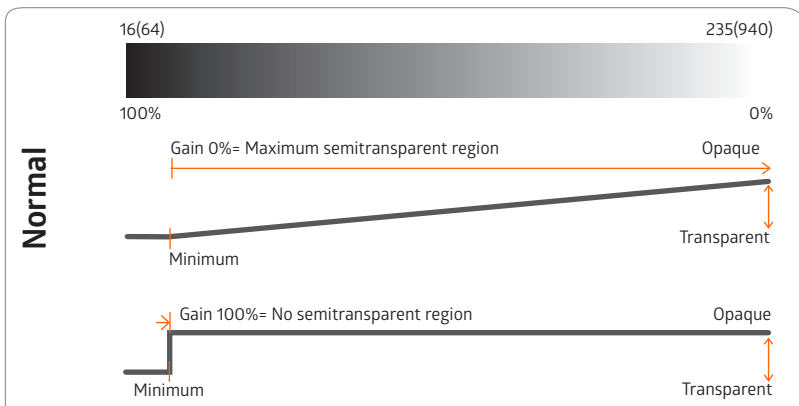 16(64) 235(940)
100% 0%
Normal
Gain 0%= Maximum semitransparent region Opaque
Transparent
Minimum
Gain 100%= No semitransparent region Opaque
Minimum Transparent